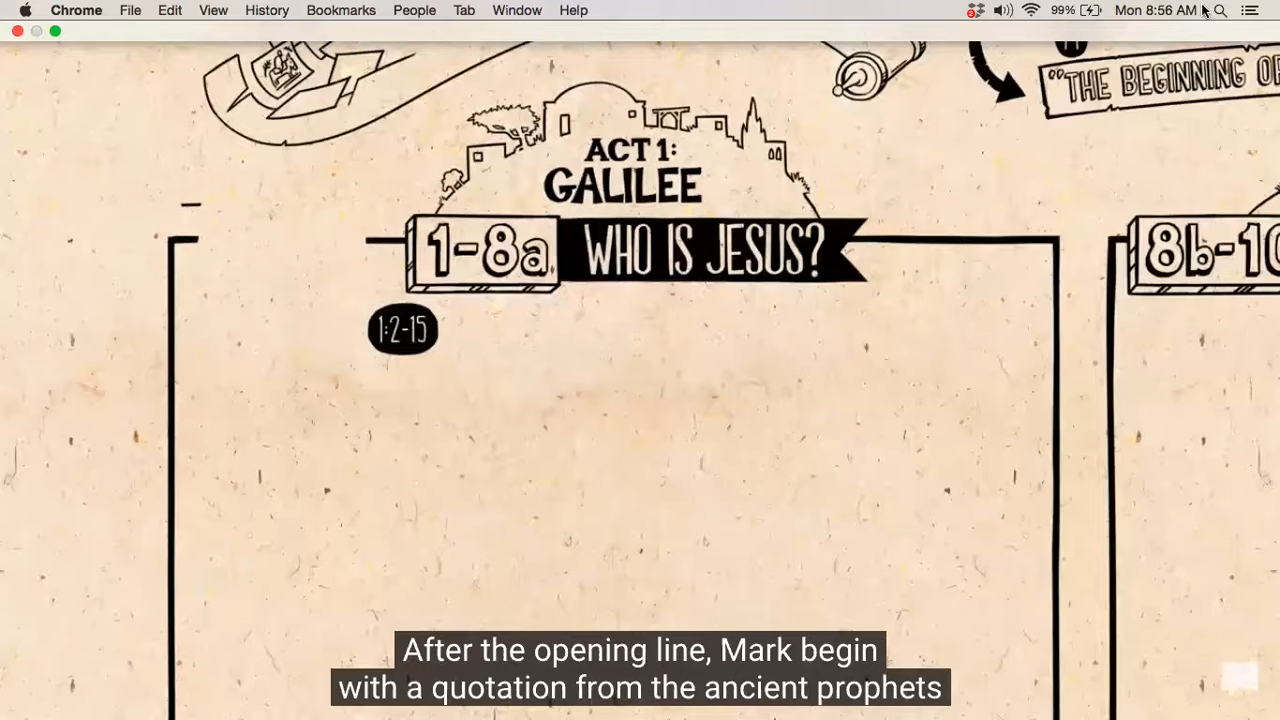 Chrome File Edit View History Bookmarks People Tab Window Help 2 99% Mon 8:56 AM
"THE BEGINNING OF
ACT 1:
GALILEE
1-8a WHO IS JESUS? 8b-10
1:2-15
After the opening line, Mark begin
with a quotation from the ancient prophets